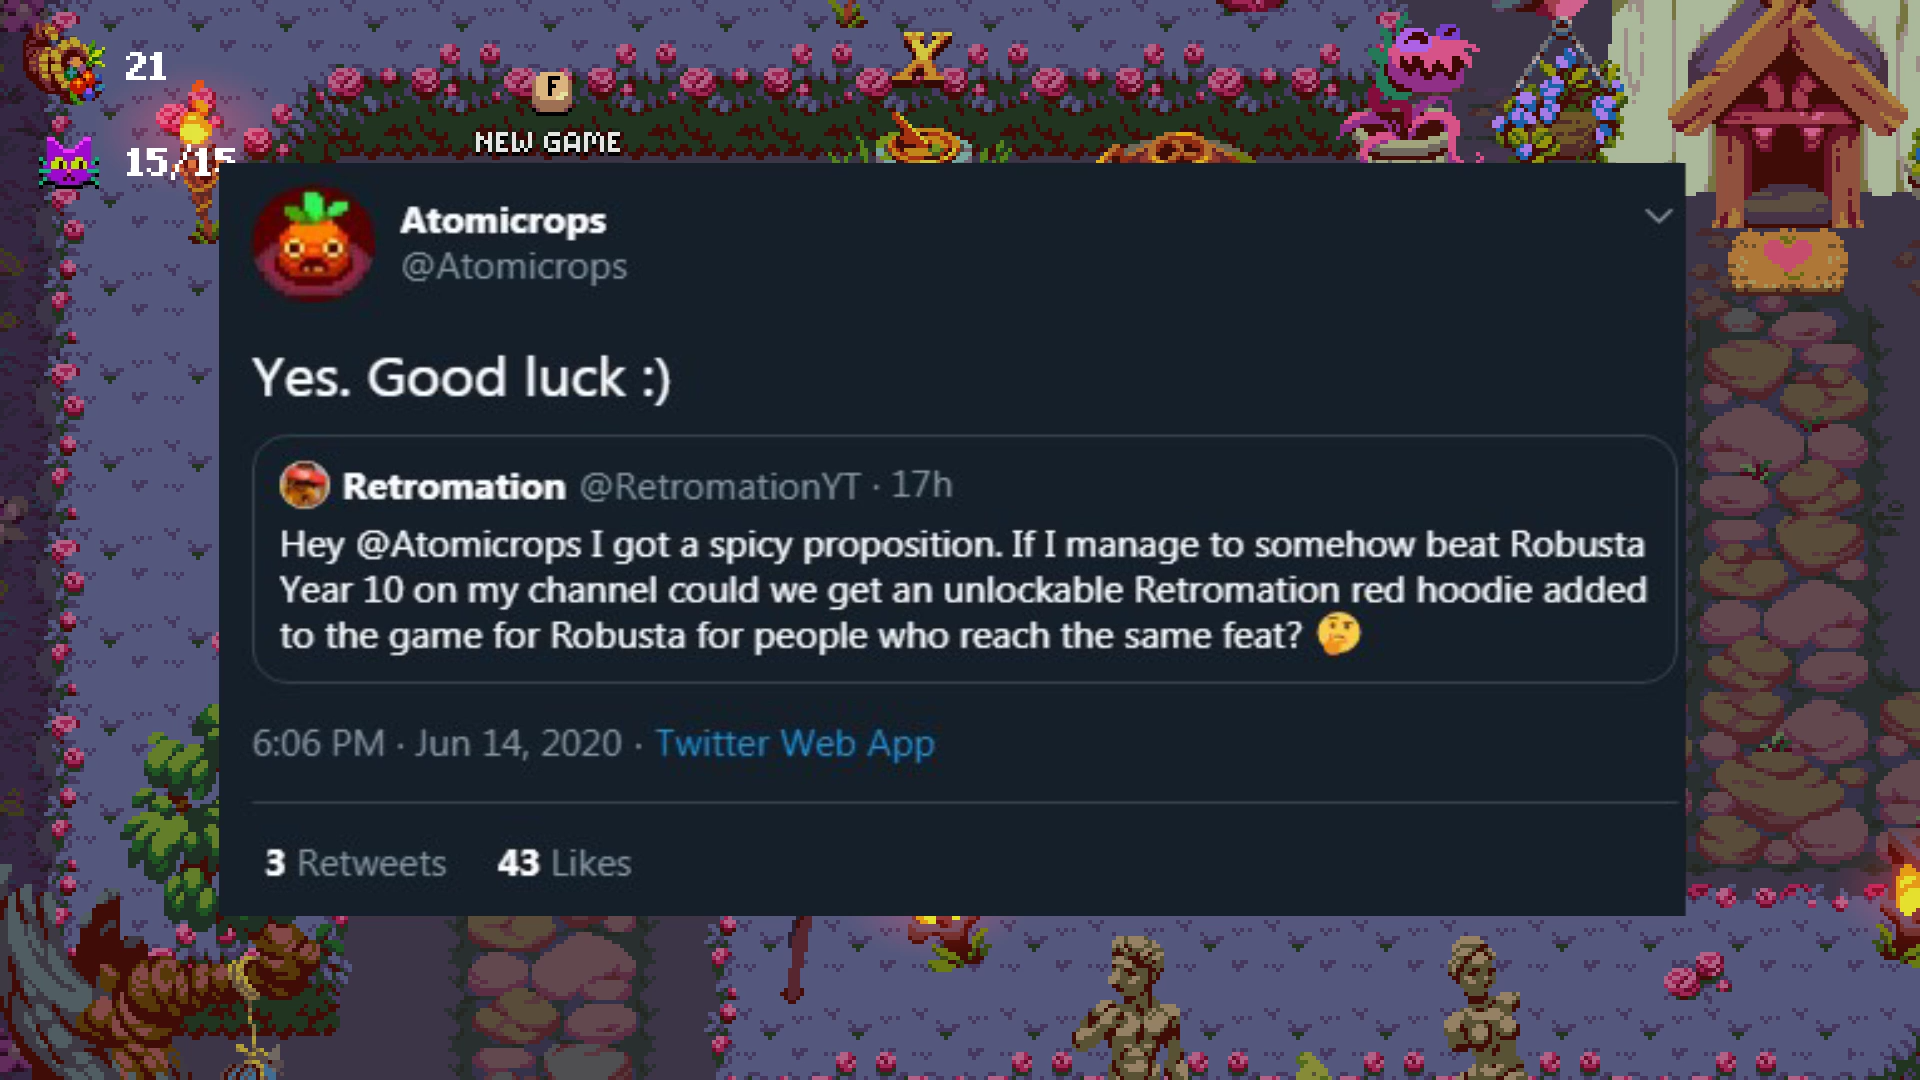 21
15/15
F
NEW GAME
X
Atomicrops
@Atomicrops
Yes. Good luck :)
Retromation @RetromationYT · 17h
Hey @Atomicrops I got a spicy proposition. If I manage to somehow beat Robusta
Year 10 on my channel could we get an unlockable Retromation red hoodie added
to the game for Robusta for people who reach the same feat? 🤔
6:06 PM · Jun 14, 2020 · Twitter Web App
3 Retweets 43 Likes